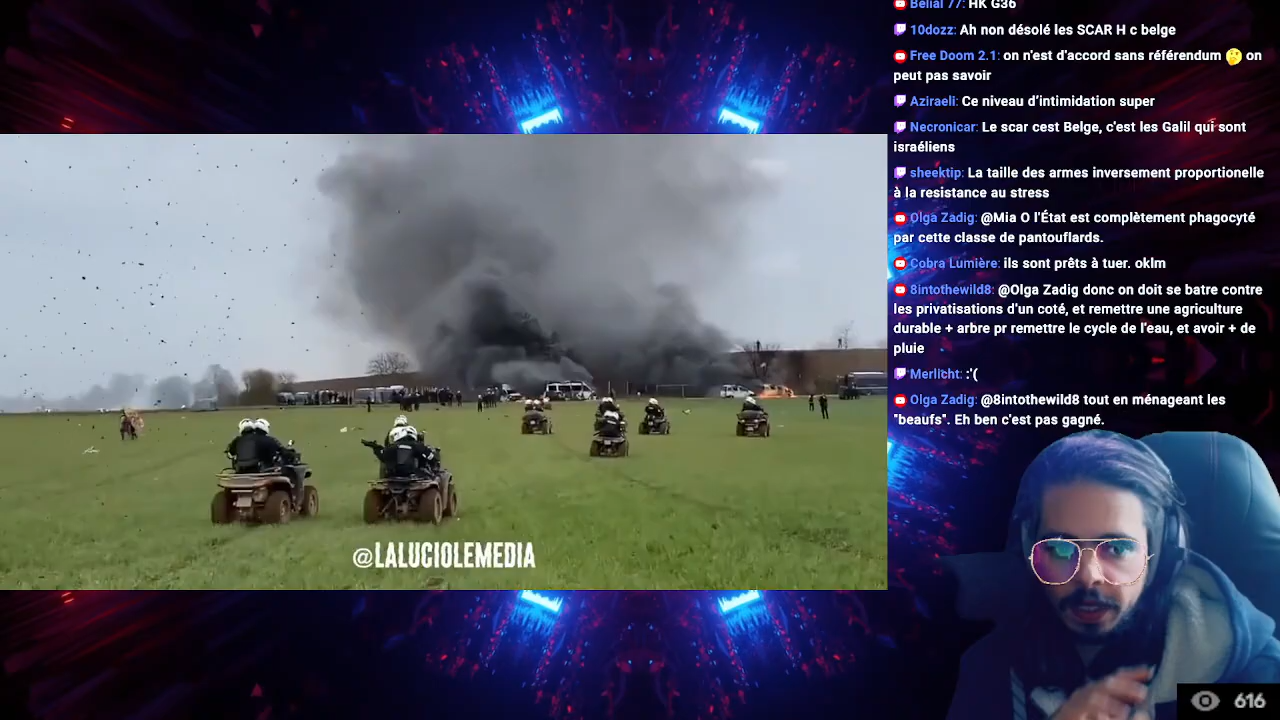 Belial 77: HK G36
10dozz: Ah non désolé les SCAR H c belge
Free Doom 2.1: on n'est d'accord sans référendum 🤔 on
peut pas savoir
Aziraeli: Ce niveau d'intimidation super
Necronicar: Le scar cest Belge, c'est les Galil qui sont
israéliens
sheektip: La taille des armes inversement proportionelle
à la resistance au stress
Olga Zadig: @Mia O l'État est complètement phagocyté
par cette classe de pantouflards.
Cobra Lumière: ils sont prêts à tuer. oklm
8intothewild8: @Olga Zadig donc on doit se batre contre
les privatisations d'un coté, et remettre une agriculture
durable + arbre pr remettre le cycle de l'eau, et avoir + de
pluie
Merlicht: :'(
Olga Zadig: @8intothewild8 tout en ménageant les
"beaufs". Eh ben c'est pas gagné.
@LALUCIOLEMEDIA
616